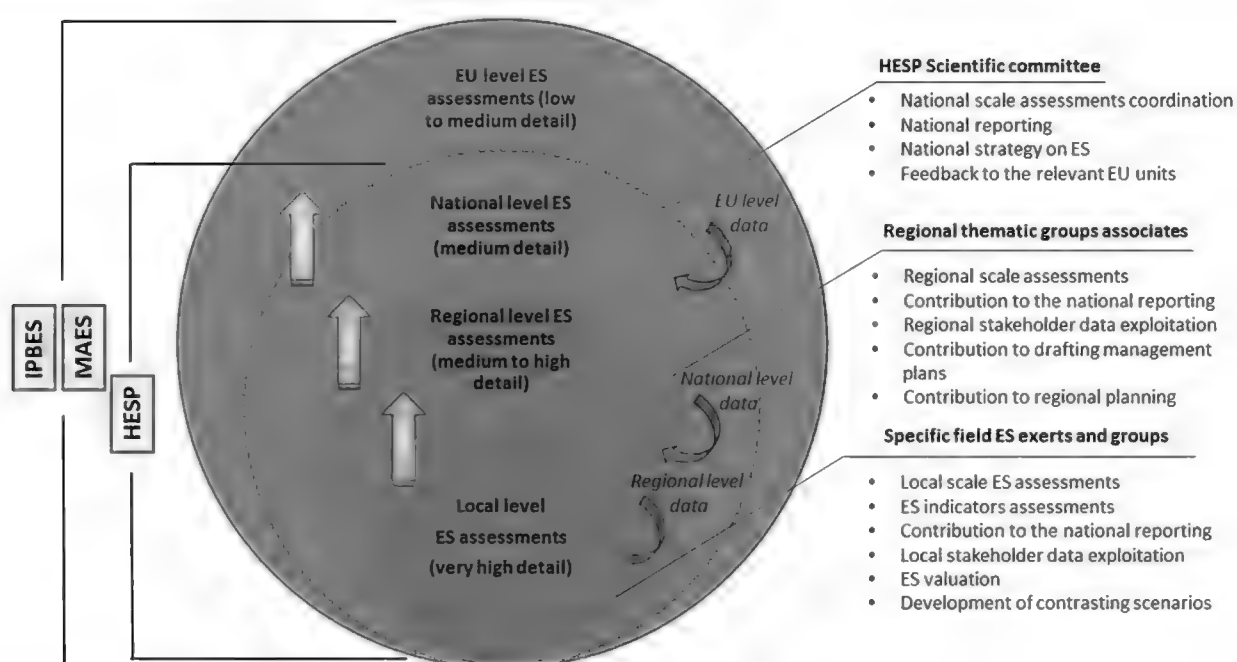 IPBES
MAES
HESP
EU level ES
assessments (low
to medium detail)
National level ES
assessments
(medium detail)
Regional level ES
assessments
(medium to high
detail)
Local level
ES assessments
(very high detail)
EU level
data
National level
data
Regional level
data
HESP Scientific committee
• National scale assessments coordination
• National reporting
• National strategy on ES
• Feedback to the relevant EU units
Regional thematic groups associates
• Regional scale assessments
• Contribution to the national reporting
• Regional stakeholder data exploitation
• Contribution to drafting management
plans
• Contribution to regional planning
Specific field ES exerts and groups
• Local scale ES assessments
• ES indicators assessments
• Contribution to the national reporting
• Local stakeholder data exploitation
• ES valuation
• Development of contrasting scenarios